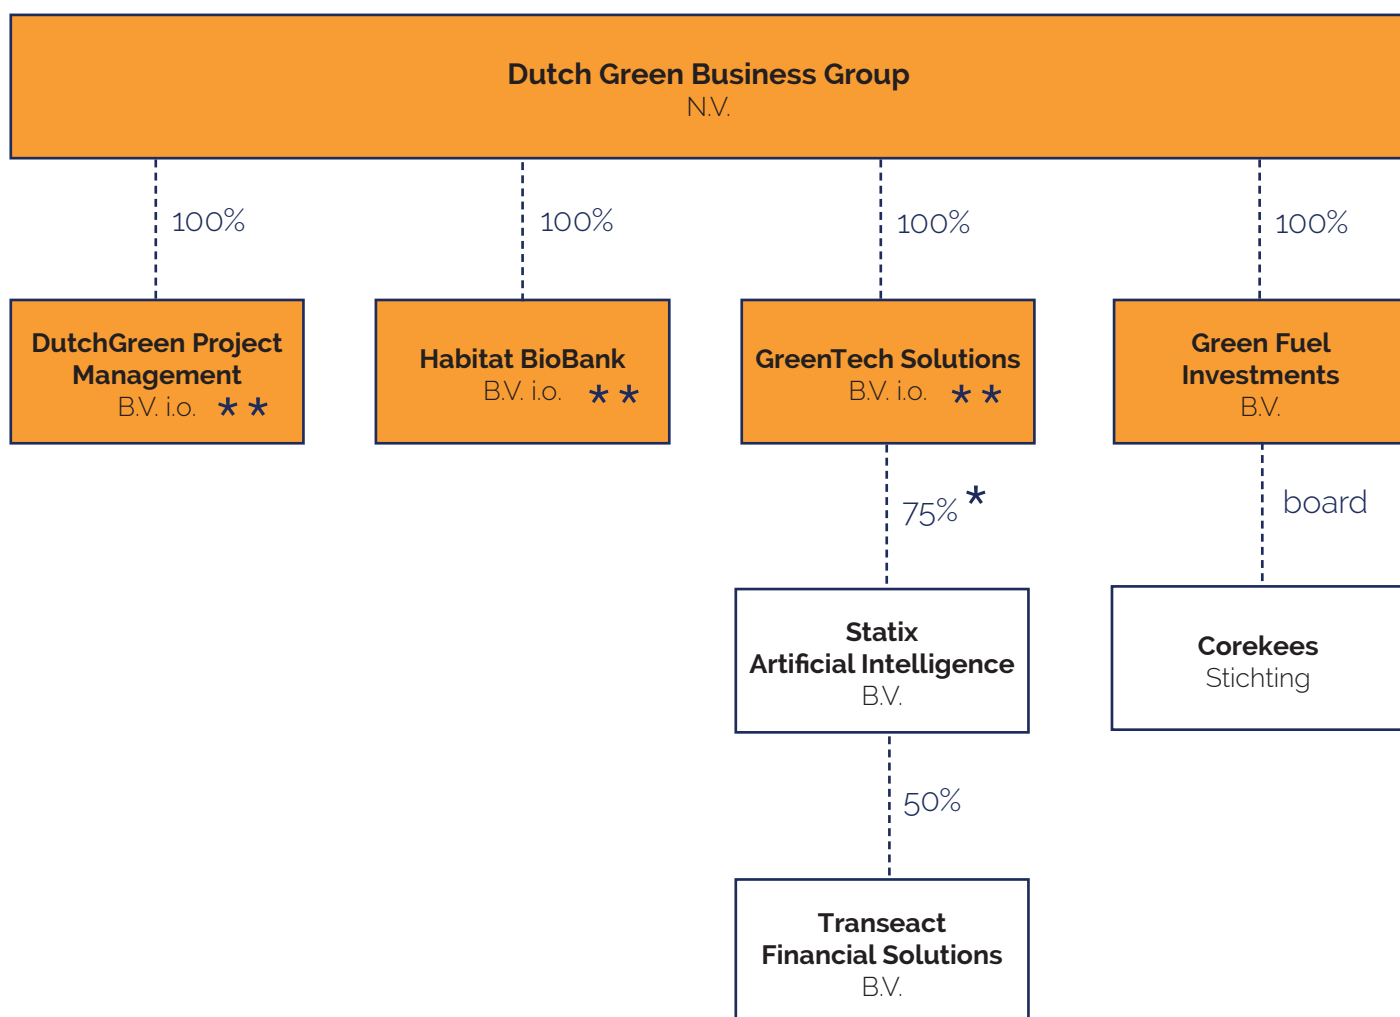 Dutch Green Business Group
N.V.
100%
100%
100%
100%
DutchGreen Project
Management
B.V. i.o. * *
Habitat BioBank
B.V. i.o. * *
GreenTech Solutions
B.V. i.o. * *
Green Fuel
Investments
B.V.
75% *
board
Statix
Artificial Intelligence
B.V.
Corekees
Stichting
50%
Transeact
Financial Solutions
B.V.